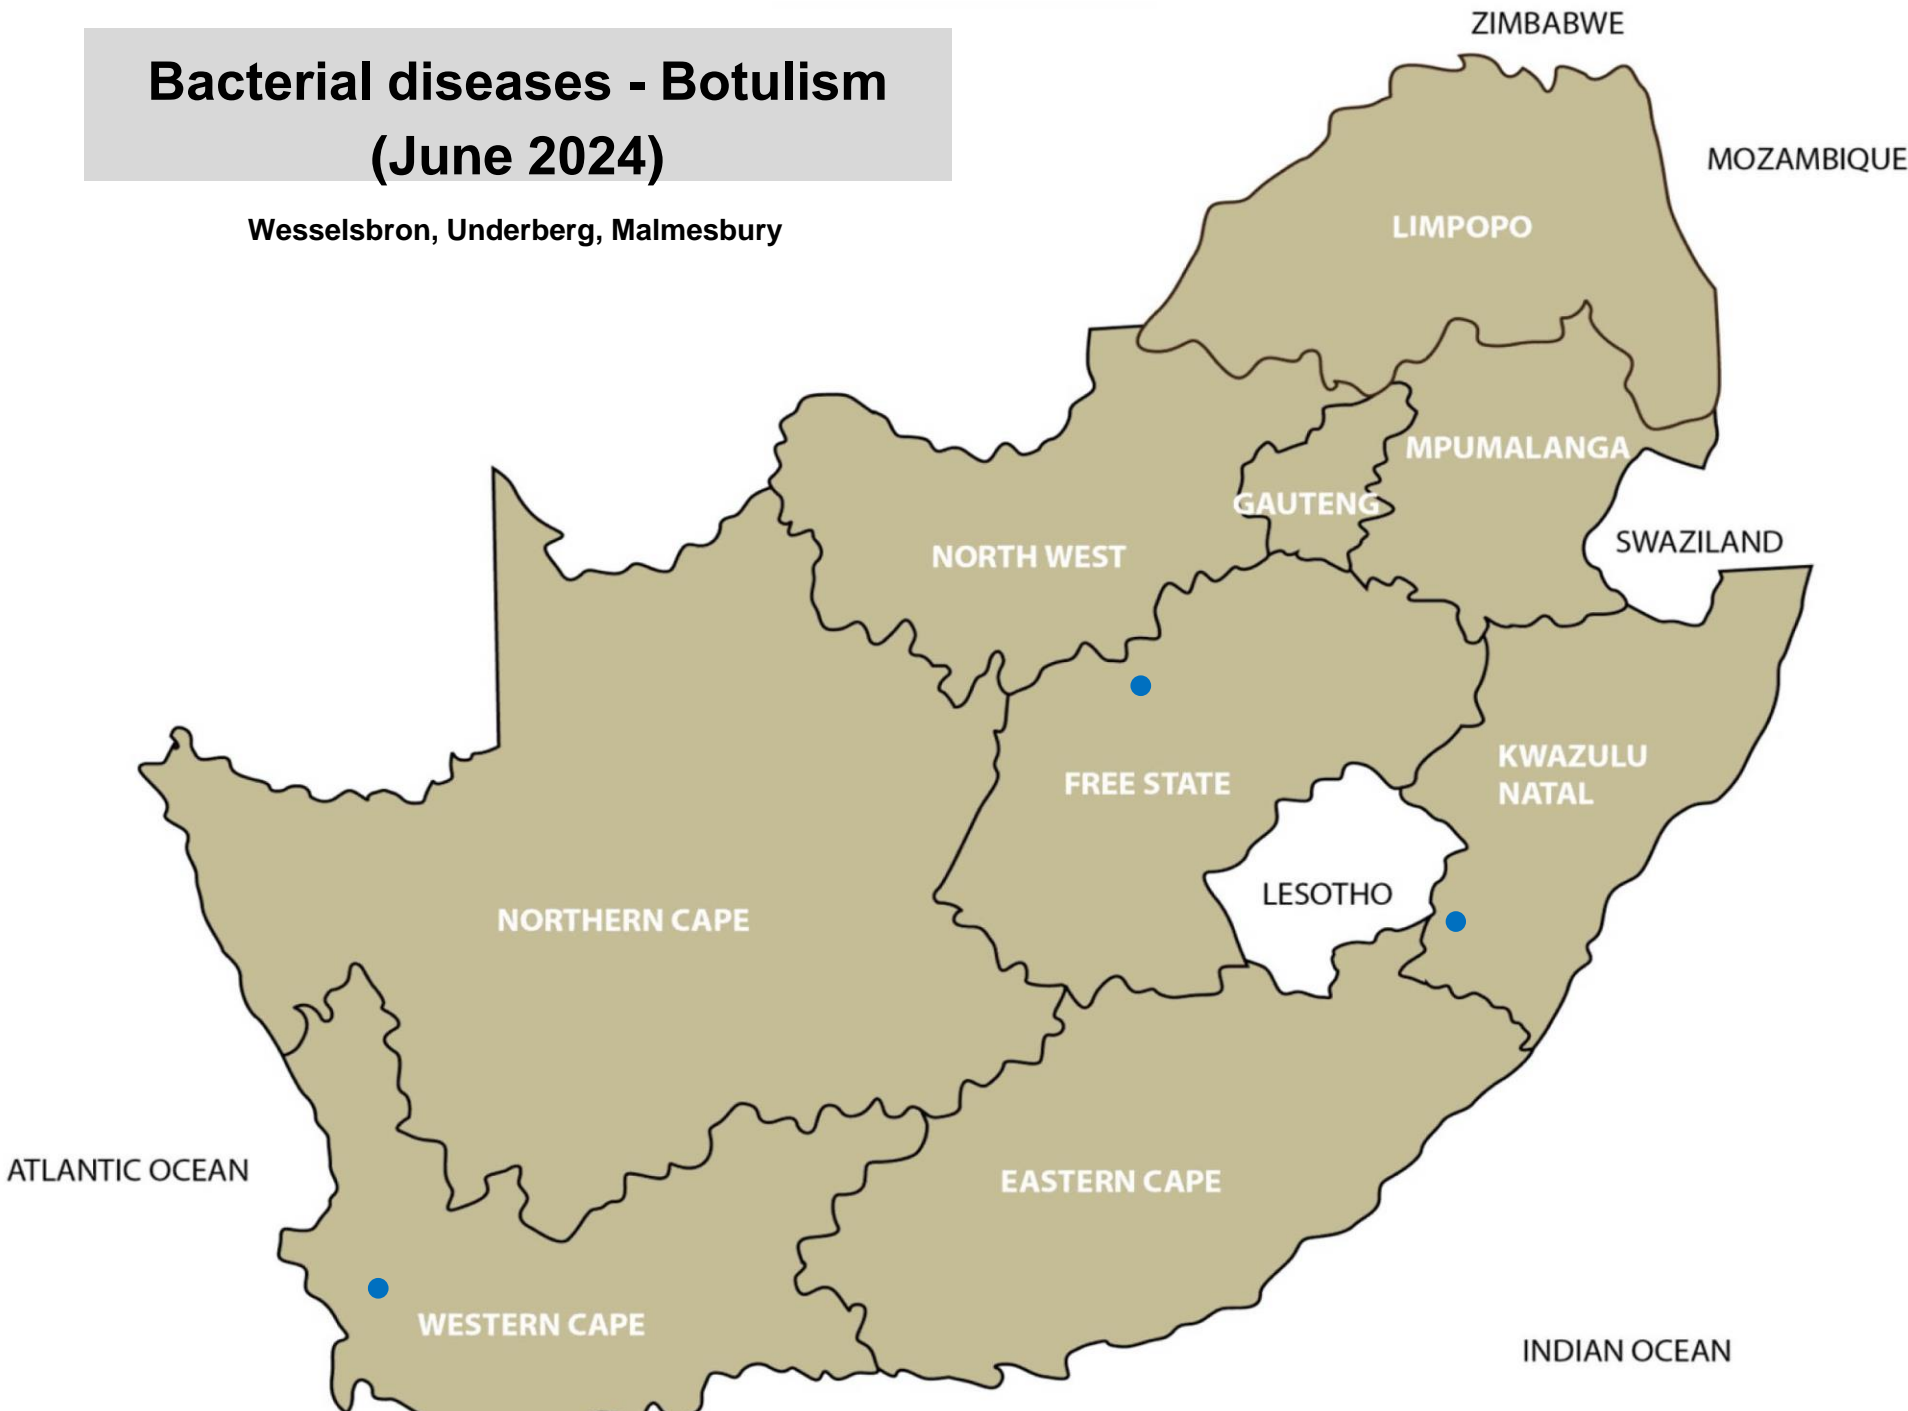 Bacterial diseases - Botulism
(June 2024)
Wesselsbron, Underberg, Malmesbury
ZIMBABWE
MOZAMBIQUE
LIMPOPO
MPUMALANGA
GAUTENG
SWAZILAND
NORTH WEST
KWAZULU
NATAL
FREE STATE
LESOTHO
NORTHERN CAPE
ATLANTIC OCEAN
EASTERN CAPE
WESTERN CAPE
INDIAN OCEAN